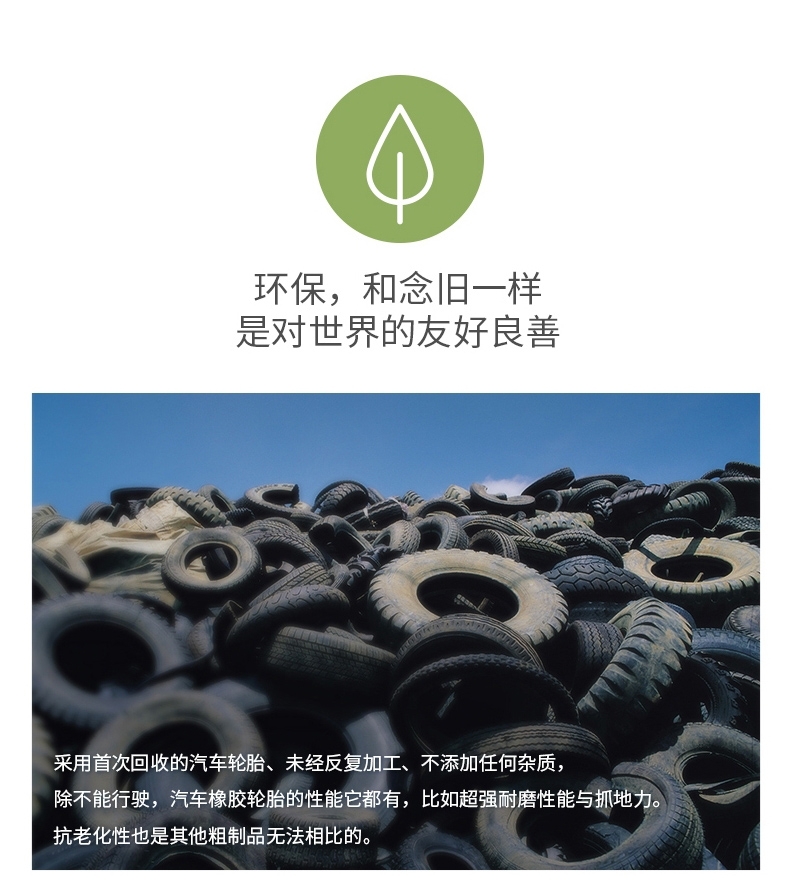 环保，和念旧一样
是对世界的友好良善
采用首次回收的汽车轮胎、未经反复加工、不添加任何杂质，
除不能行驶，汽车橡胶轮胎的性能它都有，比如超强耐磨性能与抓地力。
抗老化性也是其他粗制品无法相比的。